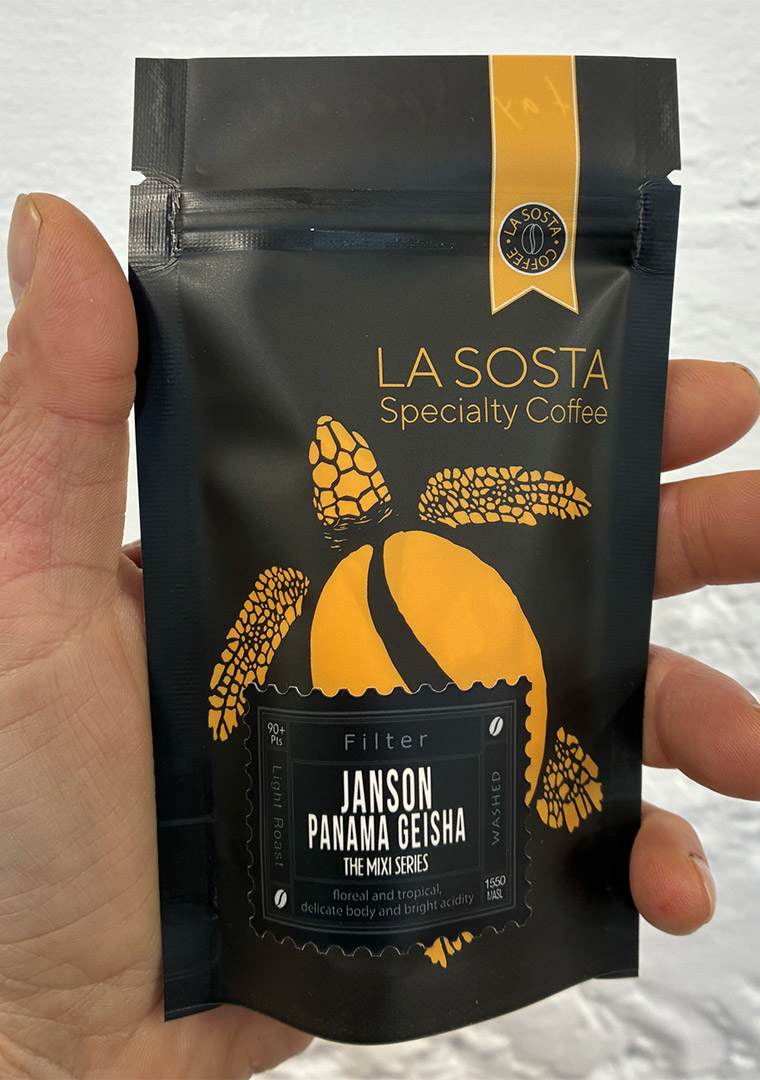 LA SOSTA
COFFEE
LA SOSTA
Specialty Coffee
90+
Pts
Filter
Light Roast
JANSON
PANAMA GEISHA
THE MIXI SERIES
WASHED
floreal and tropical,
delicate body and bright acidity
1550
MASL